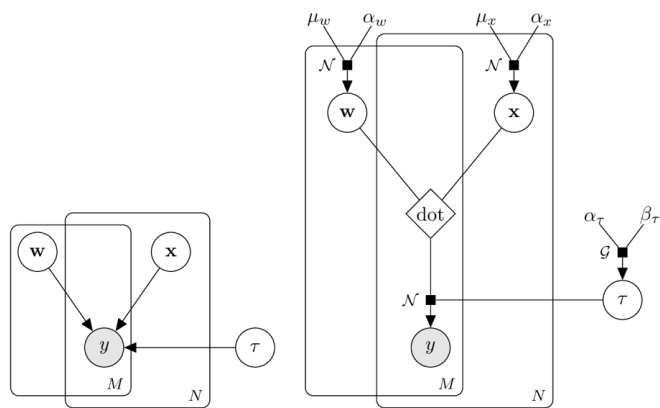 w x
y τ
M
N
μ_w α_w μ_x α_x
𝒩 𝒩
w x
dot
α_τ β_τ
𝒢
𝒩 τ
y
M N